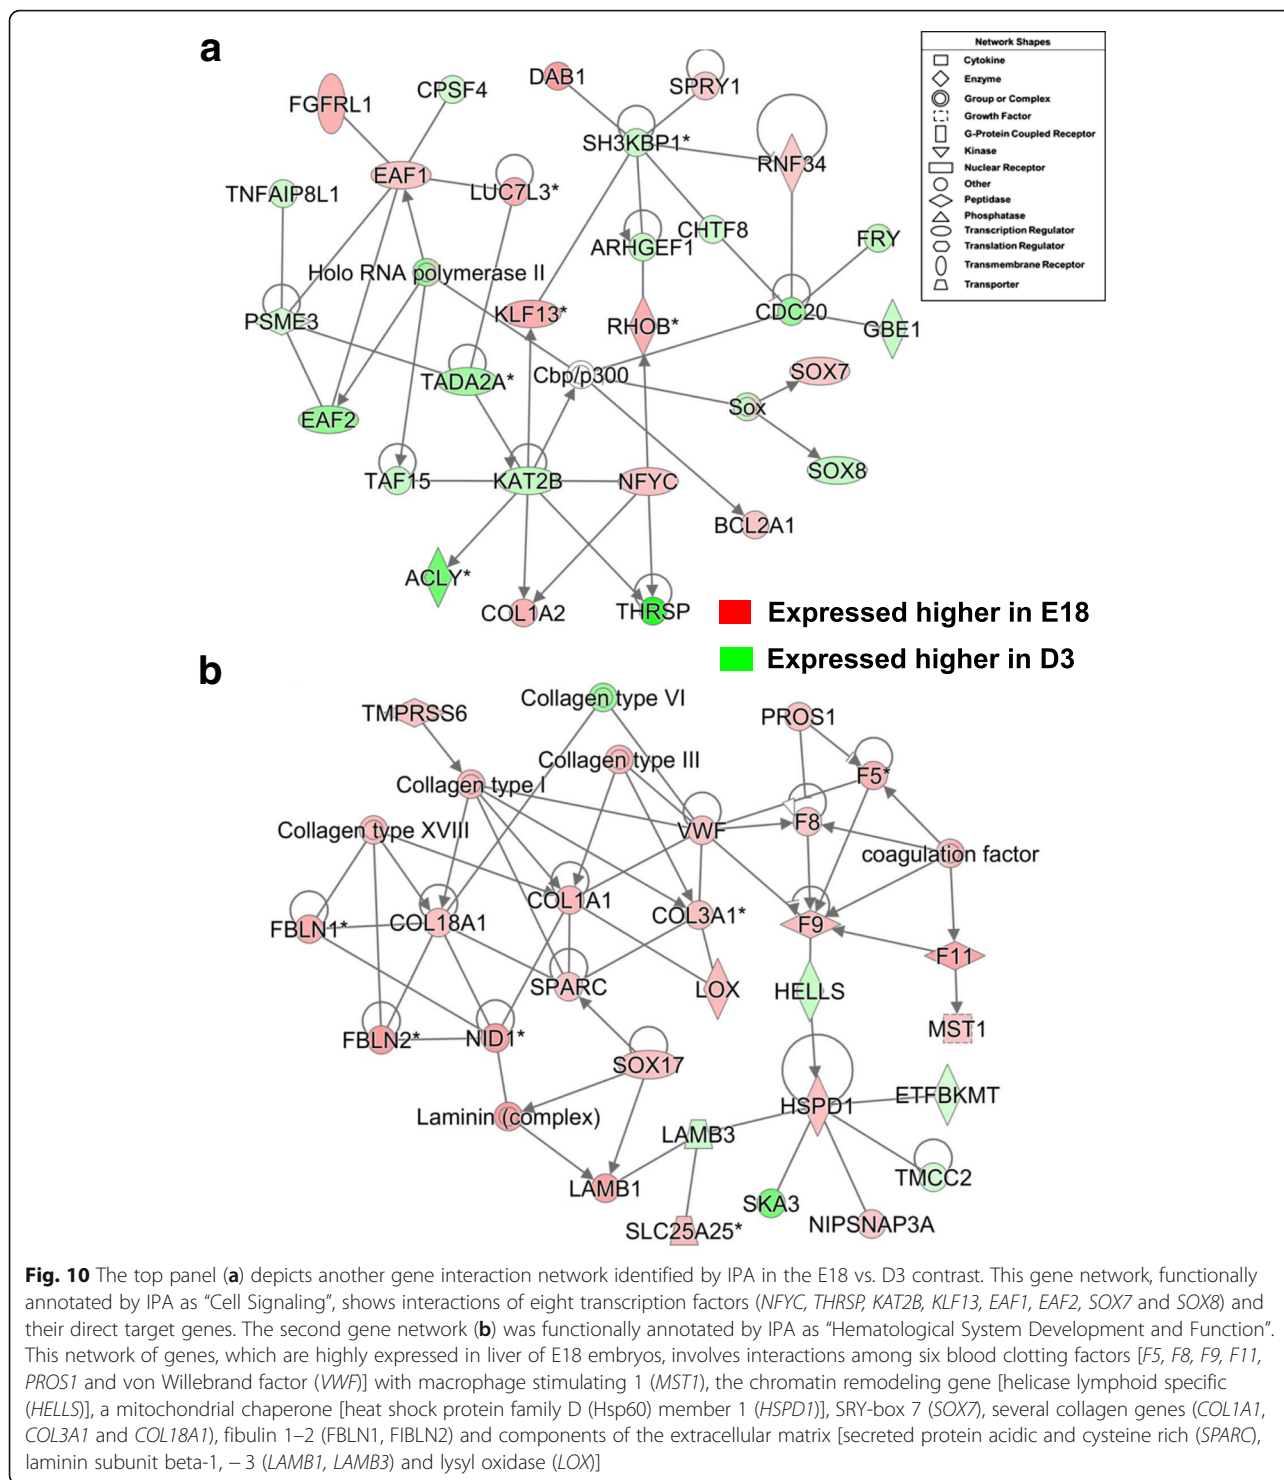 a
Network Shapes
Cytokine
Enzyme
Group or Complex
Growth Factor
G-Protein Coupled Receptor
Kinase
Nuclear Receptor
Other
Peptidase
Phosphatase
Transcription Regulator
Translation Regulator
Transmembrane Receptor
Transporter
DAB1
SPRY1
FGFRL1
CPSF4
SH3KBP1*
RNF34
EAF1
LUC7L3*
TNFAIP8L1
CHTF8
FRY
ARHGEF1
Holo RNA polymerase II
KLF13*
RHOB*
CDC20
GBE1
PSME3
SOX7
TADA2A*
Cbp/p300
Sox
EAF2
SOX8
TAF15
KAT2B
NFYC
BCL2A1
ACLY*
COL1A2
THRSP
Expressed higher in E18
Expressed higher in D3
b
Collagen type VI
TMPRSS6
PROS1
Collagen type III
F5*
Collagen type I
Collagen type XVIII
VWF
F8
coagulation factor
COL1A1
COL3A1*
FBLN1*
COL18A1
F9
F11
SPARC
LOX
HELLS
MST1
FBLN2*
NID1*
SOX17
ETFBKMT
HSPD1
Laminin (complex)
LAMB3
TMCC2
LAMB1
SKA3
SLC25A25*
NIPSNAP3A
Fig. 10 The top panel (a) depicts another gene interaction network identified by IPA in the E18 vs. D3 contrast. This gene network, functionally
annotated by IPA as “Cell Signaling”, shows interactions of eight transcription factors (NFYC, THRSP, KAT2B, KLF13, EAF1, EAF2, SOX7 and SOX8) and
their direct target genes. The second gene network (b) was functionally annotated by IPA as “Hematological System Development and Function”.
This network of genes, which are highly expressed in liver of E18 embryos, involves interactions among six blood clotting factors [F5, F8, F9, F11,
PROS1 and von Willebrand factor (VWF)] with macrophage stimulating 1 (MST1), the chromatin remodeling gene [helicase lymphoid specific
(HELLS)], a mitochondrial chaperone [heat shock protein family D (Hsp60) member 1 (HSPD1)], SRY-box 7 (SOX7), several collagen genes (COL1A1,
COL3A1 and COL18A1), fibulin 1–2 (FBLN1, FIBLN2) and components of the extracellular matrix [secreted protein acidic and cysteine rich (SPARC),
laminin subunit beta-1, − 3 (LAMB1, LAMB3) and lysyl oxidase (LOX)]